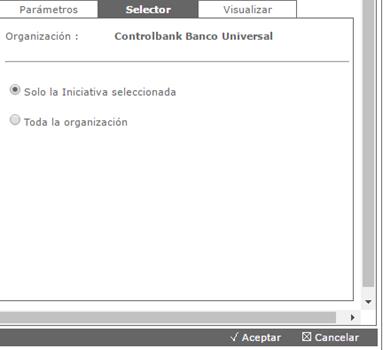 Parámetros Selector Visualizar
Organización : Controlbank Banco Universal
Solo la Iniciativa seleccionada
Toda la organización
Aceptar Cancelar